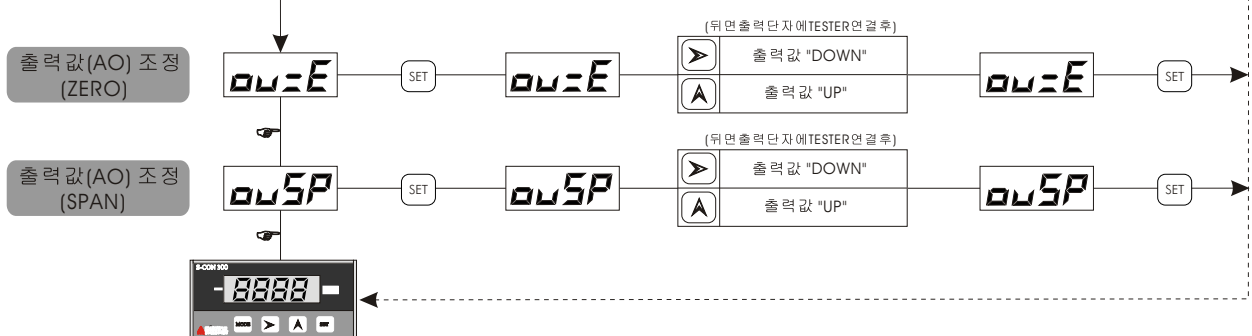 (뒤면출력단자에TESTER연결후)
출력값(AO) 조정
(ZERO)
ou=E
SET
ou=E
출력값 "DOWN"
출력값 "UP"
ou=E
SET
(뒤면출력단자에TESTER연결후)
출력값(AO) 조정
(SPAN)
ouSP
SET
ouSP
출력값 "DOWN"
출력값 "UP"
ouSP
SET
S-CON 300
8888
MODE
SET